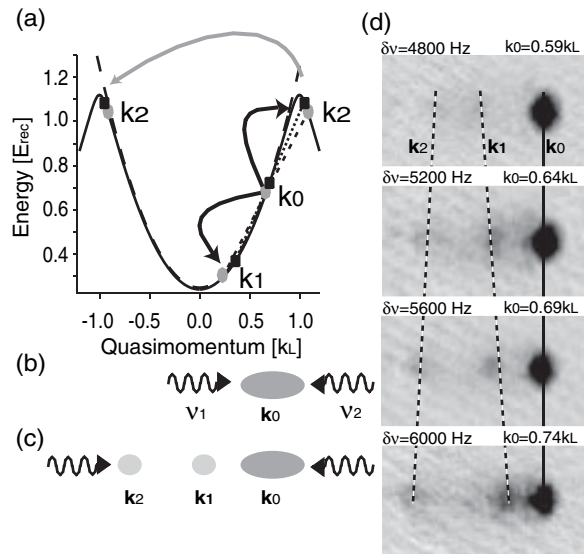 (a)
Energy [Erec]
1.2
1.0
0.8
0.6
0.4
k2
k2
k0
k1
-1.0 -0.5 0.0 0.5 1.0
Quasimomentum [kL]
(b)
ν1 k0 ν2
(c)
k2 k1 k0
(d)
δν=4800 Hz k0=0.59kL
k2 k1 k0
δν=5200 Hz k0=0.64kL
δν=5600 Hz k0=0.69kL
δν=6000 Hz k0=0.74kL